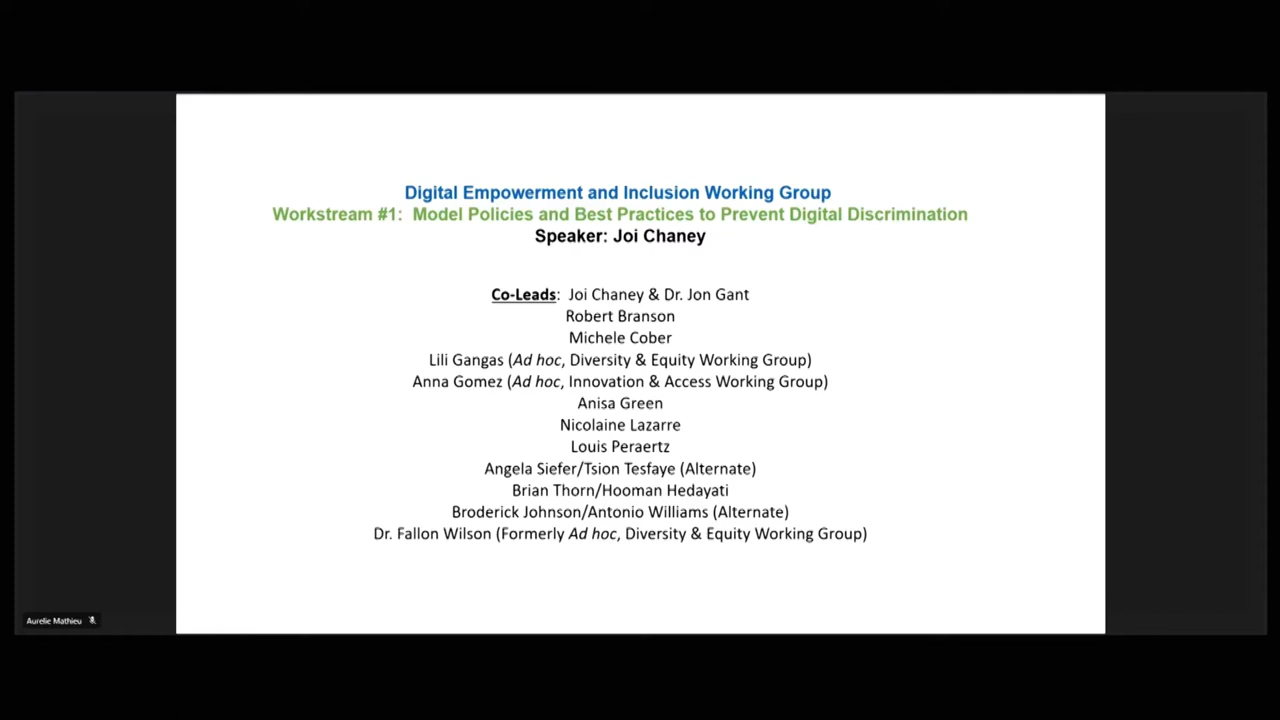 Digital Empowerment and Inclusion Working Group
Workstream #1: Model Policies and Best Practices to Prevent Digital Discrimination
Speaker: Joi Chaney
Co-Leads: Joi Chaney & Dr. Jon Gant
Robert Branson
Michele Cober
Lili Gangas (Ad hoc, Diversity & Equity Working Group)
Anna Gomez (Ad hoc, Innovation & Access Working Group)
Anisa Green
Nicolaine Lazarre
Louis Peraertz
Angela Siefer/Tsion Tesfaye (Alternate)
Brian Thorn/Hooman Hedayati
Broderick Johnson/Antonio Williams (Alternate)
Dr. Fallon Wilson (Formerly Ad hoc, Diversity & Equity Working Group)
Aurelie Mathieu